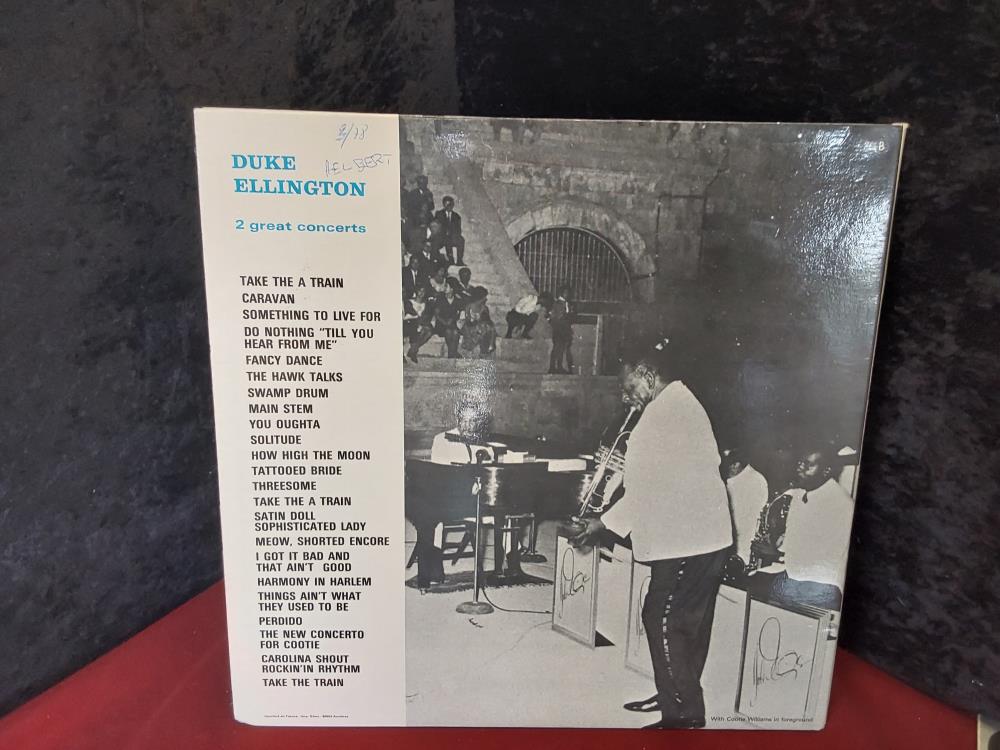 DUKE
ELLINGTON
2 great concerts
TAKE THE A TRAIN
CARAVAN
SOMETHING TO LIVE FOR
DO NOTHING "TILL YOU
HEAR FROM ME"
FANCY DANCE
THE HAWK TALKS
SWAMP DRUM
MAIN STEM
YOU OUGHTA
SOLITUDE
HOW HIGH THE MOON
TATTOOED BRIDE
THREESOME
TAKE THE A TRAIN
SATIN DOLL
SOPHISTICATED LADY
MEOW, SHORTED ENCORE
I GOT IT BAD AND
THAT AIN'T GOOD
HARMONY IN HARLEM
THINGS AIN'T WHAT
THEY USED TO BE
PERDIDO
THE NEW CONCERTO
FOR COOTIE
CAROLINA SHOUT
ROCKIN'IN RHYTHM
TAKE THE TRAIN
With Cootie Williams in foreground